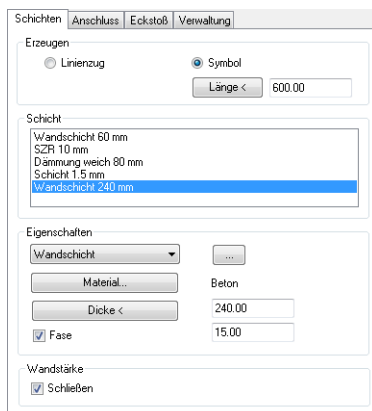 Schichten Anschluss Eckstoß Verwaltung
Erzeugen
Linienzug Symbol
Länge < 600.00
Schicht
Wandschicht 60 mm
SZR 10 mm
Dämmung weich 80 mm
Schicht 1.5 mm
Wandschicht 240 mm
Eigenschaften
Wandschicht ...
Material... Beton
Dicke < 240.00
Fase 15.00
Wandstärke
Schließen